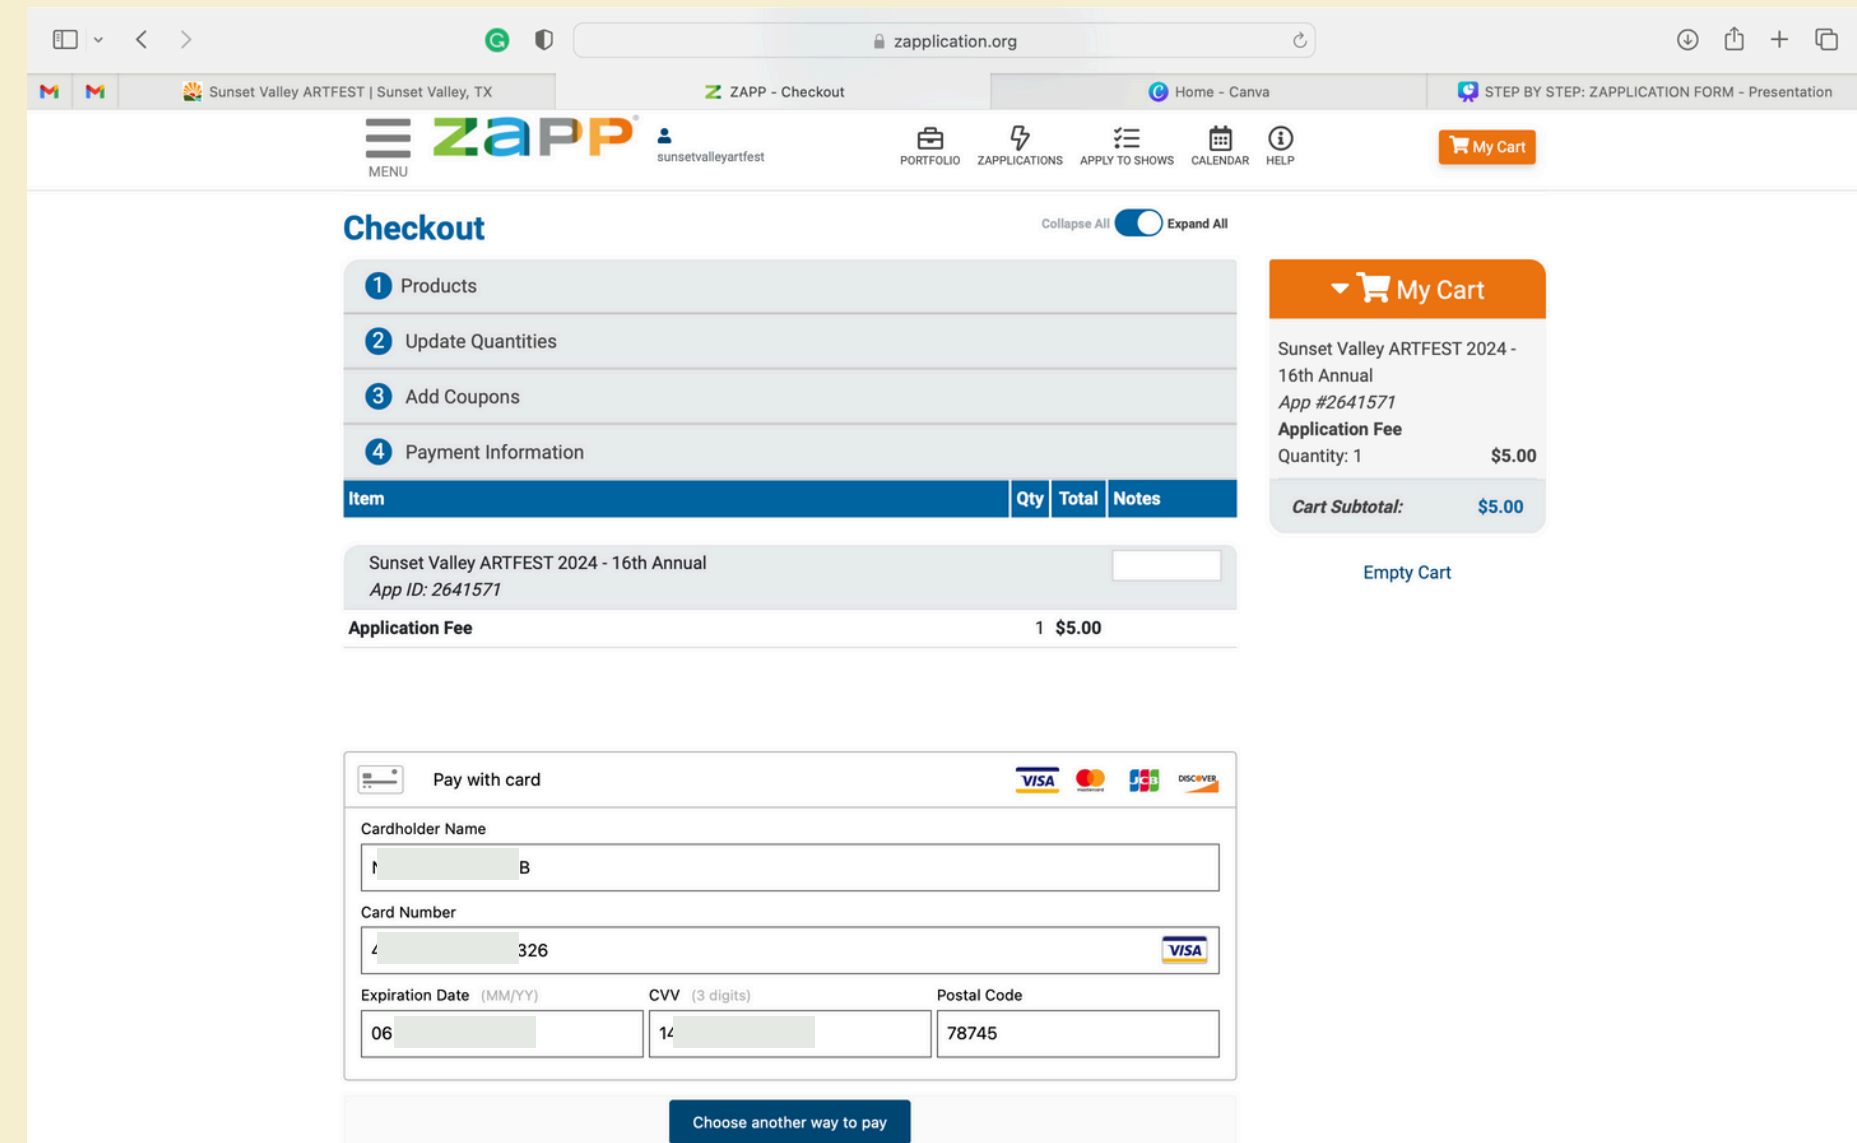 zapplication.org
Sunset Valley ARTFEST | Sunset Valley, TX
ZAPP - Checkout
Home - Canva
STEP BY STEP: ZAPPLICATION FORM - Presentation
MENU
zapp
sunsetvalleyartfest
PORTFOLIO
ZAPPLICATIONS
APPLY TO SHOWS
CALENDAR
HELP
My Cart
Checkout
Collapse All
Expand All
1 Products
2 Update Quantities
3 Add Coupons
4 Payment Information
Item Qty Total Notes
Sunset Valley ARTFEST 2024 - 16th Annual
App ID: 2641571
Application Fee 1 $5.00
My Cart
Sunset Valley ARTFEST 2024 -
16th Annual
App #2641571
Application Fee
Quantity: 1 $5.00
Cart Subtotal: $5.00
Empty Cart
Pay with card
VISA mastercard JCB DISCOVER
Cardholder Name
B
Card Number
326 VISA
Expiration Date (MM/YY) CVV (3 digits) Postal Code
06 14 78745
Choose another way to pay